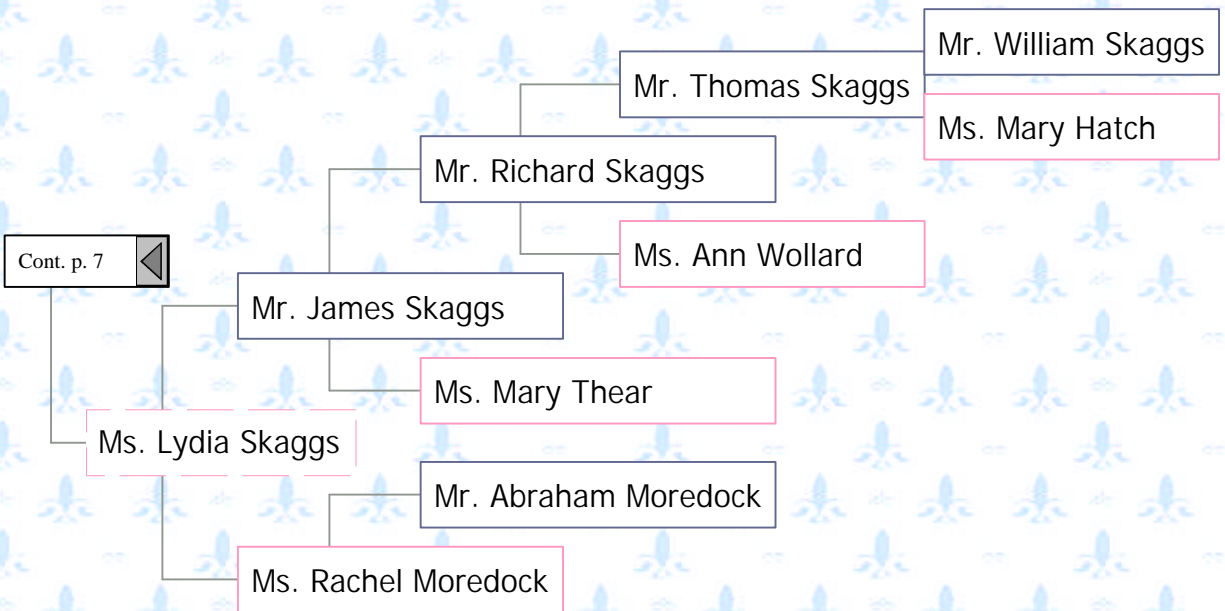 Mr. William Skaggs
Mr. Thomas Skaggs
Ms. Mary Hatch
Mr. Richard Skaggs
Ms. Ann Wollard
Cont. p. 7
Mr. James Skaggs
Ms. Mary Thear
Ms. Lydia Skaggs
Mr. Abraham Moredock
Ms. Rachel Moredock